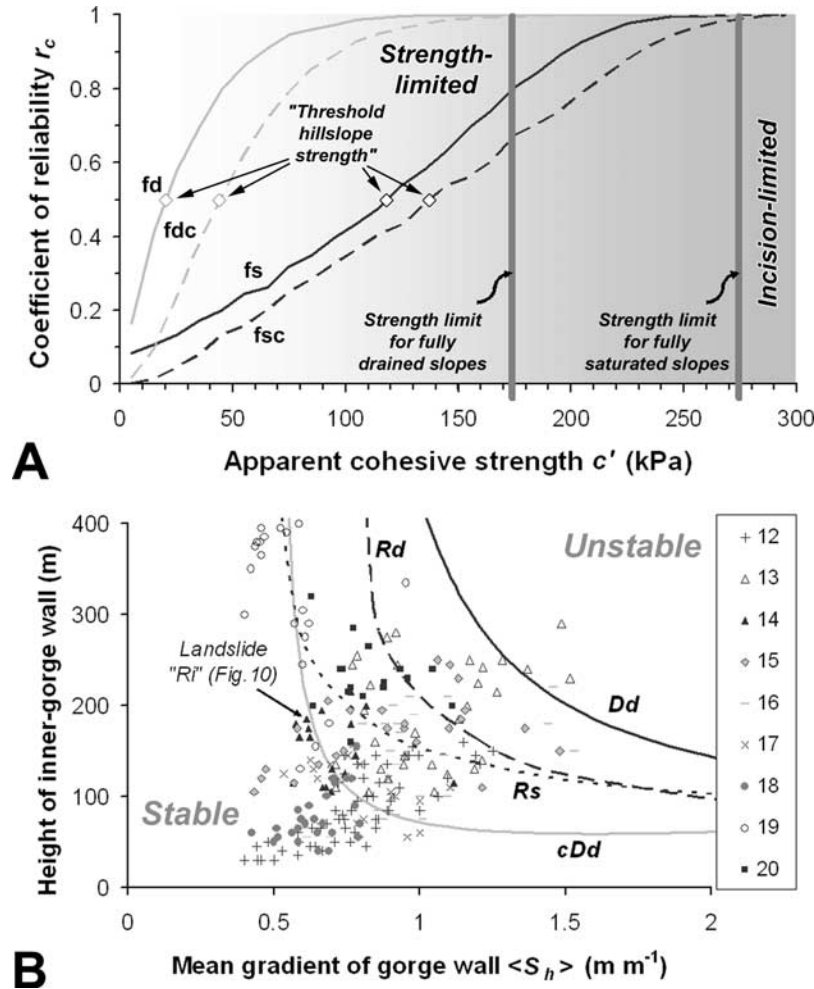 1
0.8
0.6
0.4
0.2
0
Coefficient of reliability rc
Strength-
limited
"Threshold
hillslope
strength"
fd
fdc
fs
fsc
Strength limit
for fully
drained slopes
Strength limit
for fully
saturated slopes
Incision-limited
0 50 100 150 200 250 300
A
Apparent cohesive strength c' (kPa)
400
300
200
100
0
Height of inner-gorge wall (m)
Rd
Unstable
Landslide
"Ri" (Fig. 10)
Dd
Stable
Rs
cDd
12
13
14
15
16
17
18
19
20
0 0.5 1 1.5 2
B
Mean gradient of gorge wall <Sh> (m m-1)